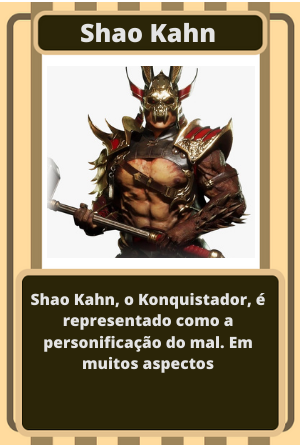 Shao Kahn
Shao Kahn, o Konquistador, é
representado como a
personificação do mal. Em
muitos aspectos